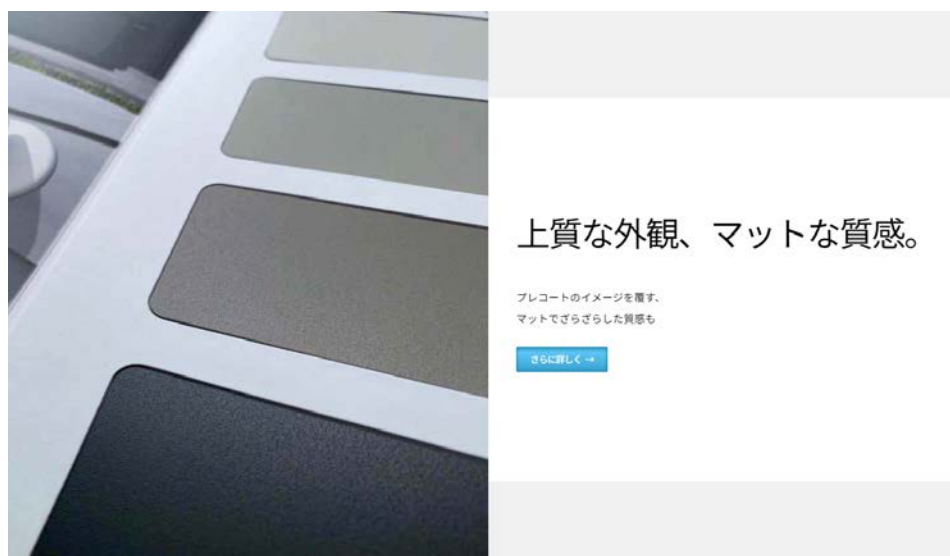 上質な外観、マットな質感。
プレコートのイメージを覆す、
マットでざらざらした質感も
さらに詳しく →